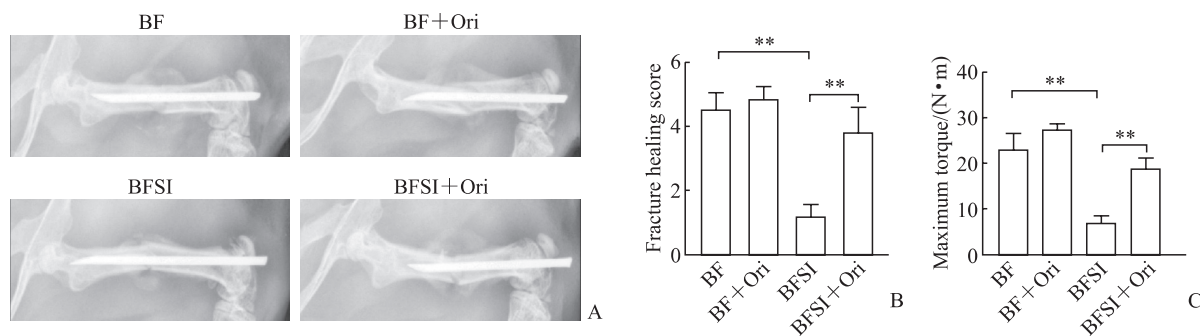 BF
BF+Ori
BFSI
BFSI+Ori
A
Fracture healing score
6
4
2
0
**
**
BF
BF+Ori
BFSI
BFSI+Ori
B
Maximum torque/(N•m)
40
30
20
10
0
**
**
BF
BF+Ori
BFSI
BFSI+Ori
C